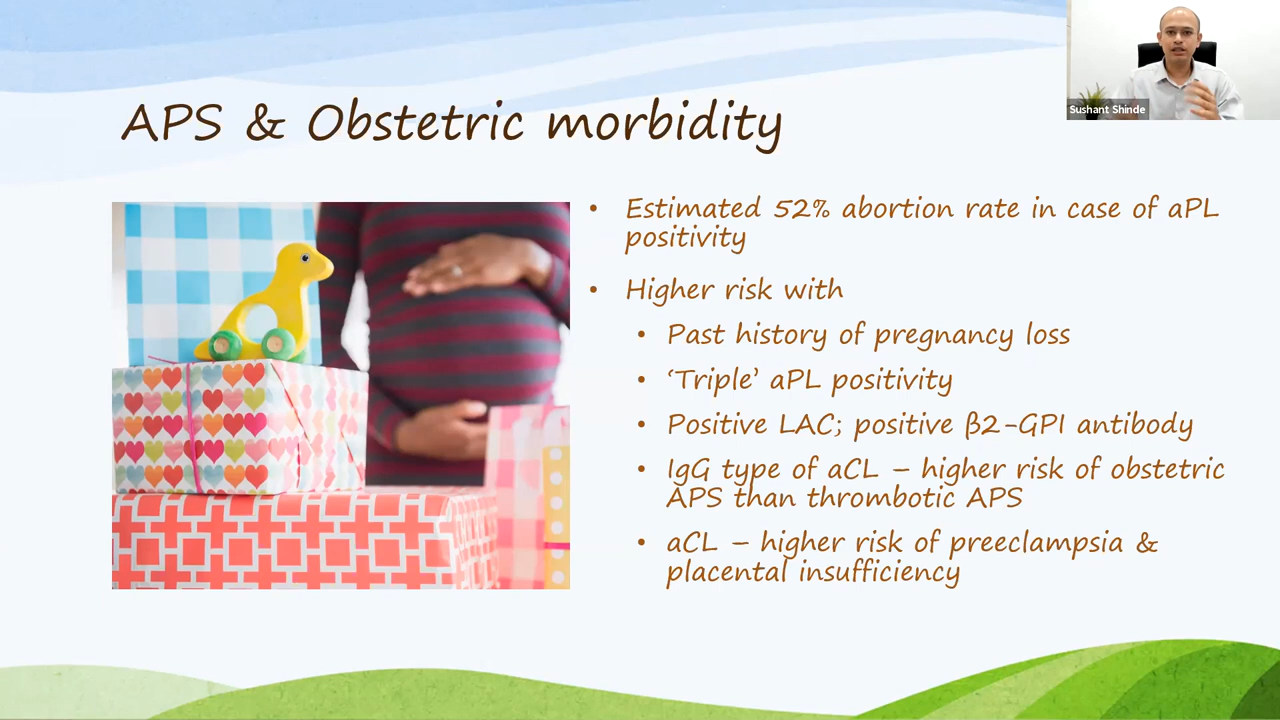 Sushant Shinde
APS & Obstetric morbidity
• Estimated 52% abortion rate in case of aPL
positivity
• Higher risk with
• Past history of pregnancy loss
• ‘Triple’ aPL positivity
• Positive LAC; positive β2-GPI antibody
• IgG type of aCL – higher risk of obstetric
APS than thrombotic APS
• aCL – higher risk of preeclampsia &
placental insufficiency